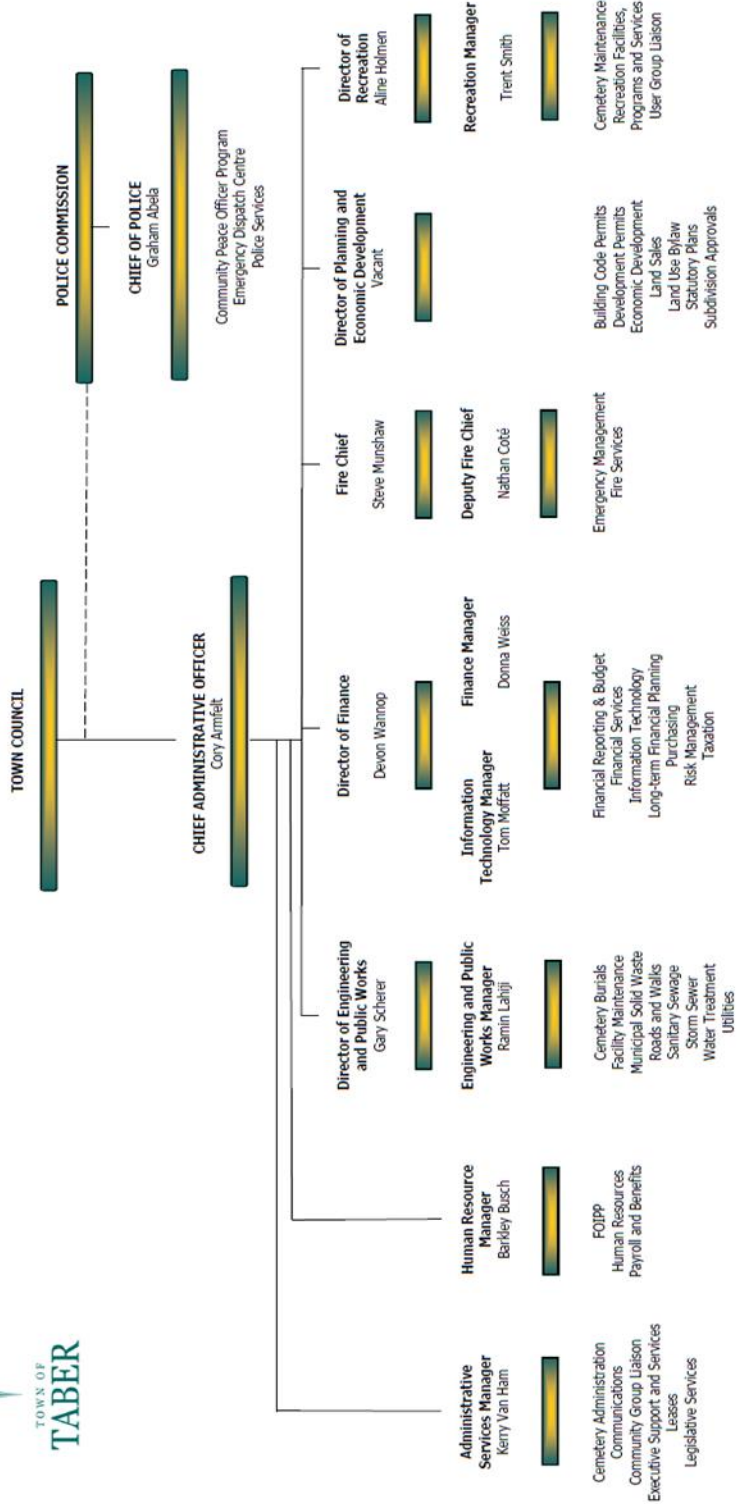 TOWN OF
TABER
TOWN COUNCIL
POLICE COMMISSION
CHIEF OF POLICE
Graham Abela
Community Peace Officer Program
Emergency Dispatch Centre
Police Services
CHIEF ADMINISTRATIVE OFFICER
Cory Armfelt
Administrative
Services Manager
Kerry Van Ham
Cemetery Administration
Communications
Community Group Liaison
Executive Support and Services
Leases
Legislative Services
Human Resource
Manager
Barkley Busch
FOIPP
Human Resources
Payroll and Benefits
Director of Engineering
and Public Works
Gary Scherer
Engineering and Public
Works Manager
Ramin Lahiji
Cemetery Burials
Facility Maintenance
Municipal Solid Waste
Roads and Walks
Sanitary Sewage
Storm Sewer
Water Treatment
Utilities
Director of Finance
Devon Wannop
Information
Technology Manager
Tom Moffatt
Finance Manager
Donna Weiss
Financial Reporting & Budget
Financial Services
Information Technology
Long-term Financial Planning
Purchasing
Risk Management
Taxation
Fire Chief
Steve Munshaw
Deputy Fire Chief
Nathan Coté
Emergency Management
Fire Services
Director of Planning and
Economic Development
Vacant
Building Code Permits
Development Permits
Economic Development
Land Sales
Land Use Bylaw
Statutory Plans
Subdivision Approvals
Director of
Recreation
Aline Holmen
Recreation Manager
Trent Smith
Cemetery Maintenance
Recreation Facilities,
Programs and Services
User Group Liaison